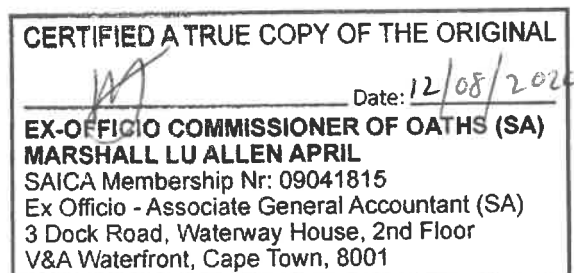 CERTIFIED A TRUE COPY OF THE ORIGINAL
Date: 12/08/202
EX-OFFICIO COMMISSIONER OF OATHS (SA)
MARSHALL LU ALLEN APRIL
SAICA Membership Nr: 09041815
Ex Officio - Associate General Accountant (SA)
3 Dock Road, Waterway House, 2nd Floor
V&A Waterfront, Cape Town, 8001